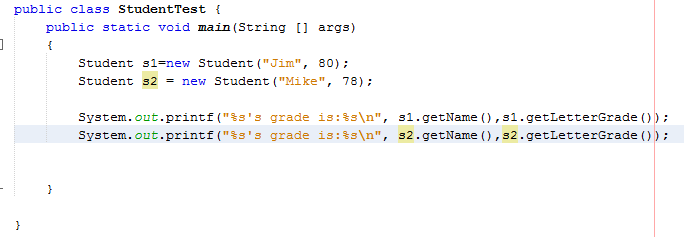 public class StudentTest {
public static void main(String [] args)
{
Student s1=new Student("Jim", 80);
Student s2 = new Student("Mike", 78);
System.out.printf("%s's grade is:%s\n", s1.getName(),s1.getLetterGrade());
System.out.printf("%s's grade is:%s\n", s2.getName(),s2.getLetterGrade());
}
}